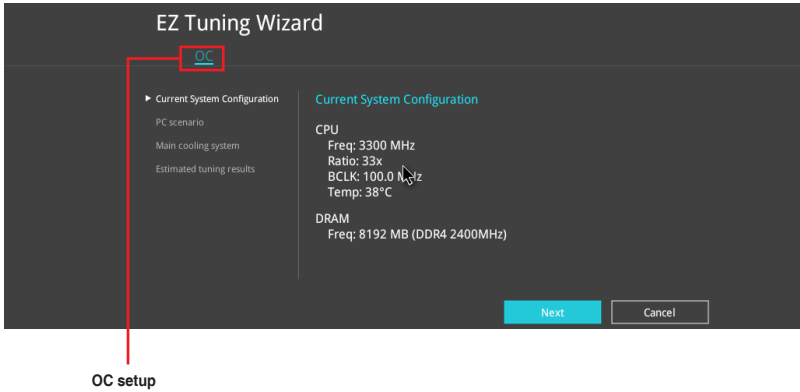 EZ Tuning Wizard
OC
Current System Configuration
PC scenario
Main cooling system
Estimated tuning results
Current System Configuration
CPU
Freq: 3300 MHz
Ratio: 33x
BCLK: 100.0 MHz
Temp: 38°C
DRAM
Freq: 8192 MB (DDR4 2400MHz)
Next
Cancel
OC setup